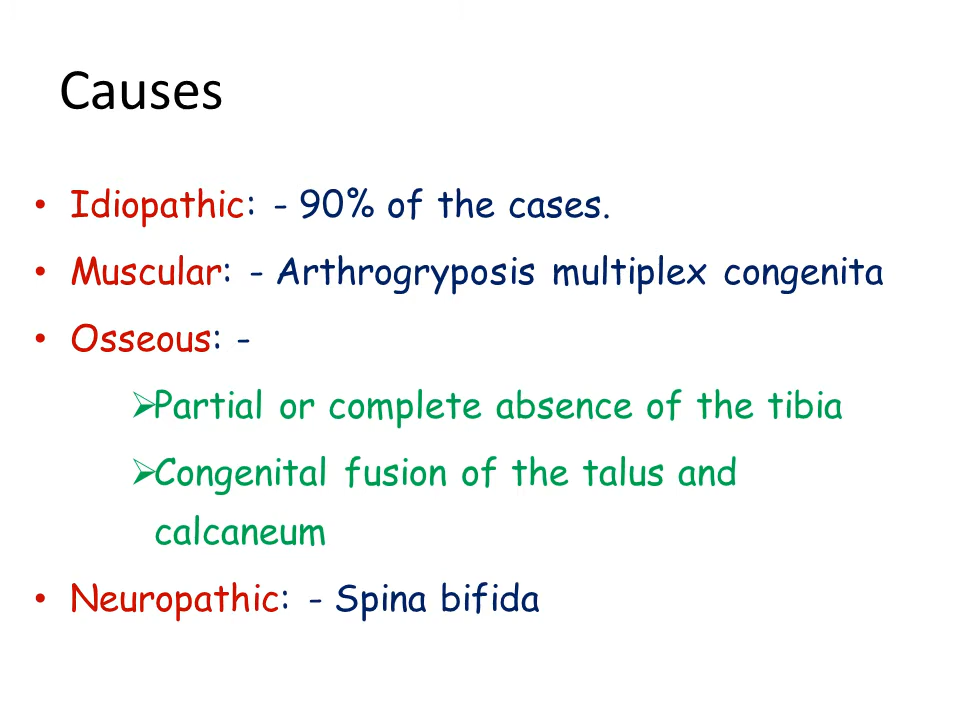 Causes
• Idiopathic: - 90% of the cases.
• Muscular: - Arthrogryposis multiplex congenita
• Osseous: -
➢Partial or complete absence of the tibia
➢Congenital fusion of the talus and
calcaneum
• Neuropathic: - Spina bifida